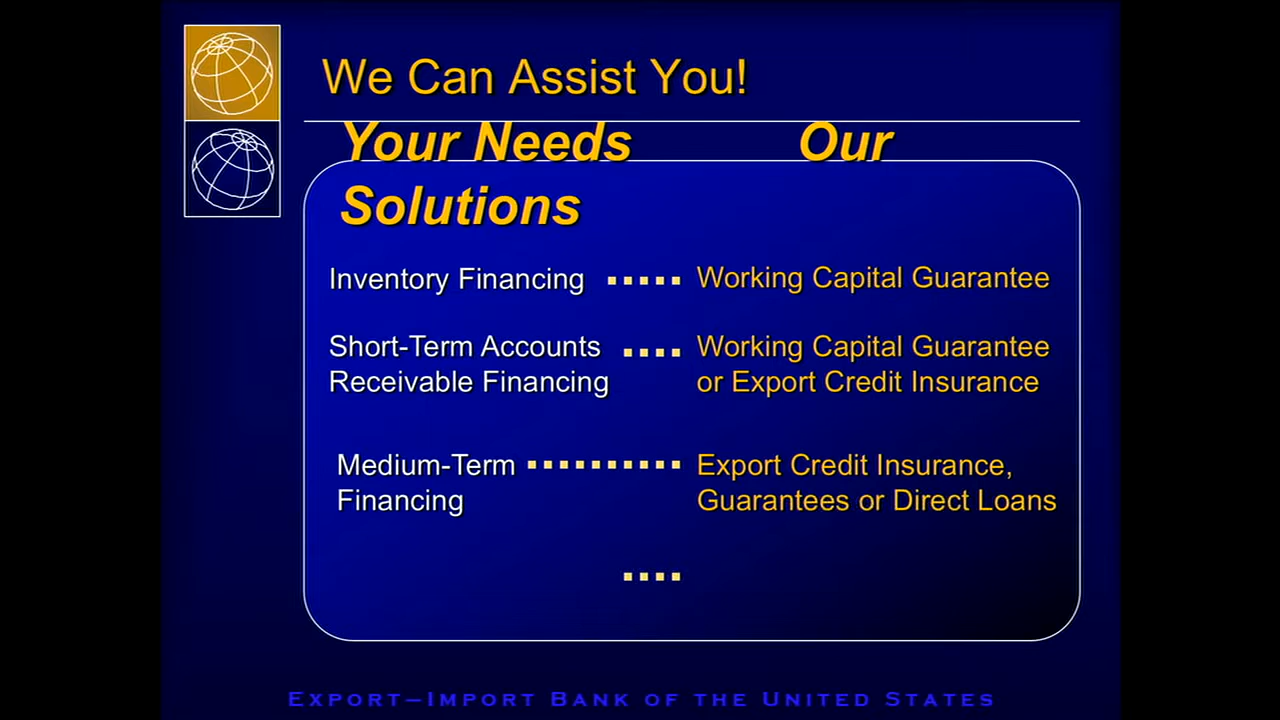 We Can Assist You!
Your Needs Our
Solutions
Inventory Financing ..... Working Capital Guarantee
Short-Term Accounts .... Working Capital Guarantee
Receivable Financing or Export Credit Insurance
Medium-Term .......... Export Credit Insurance,
Financing Guarantees or Direct Loans
....
Export–Import Bank of the United States